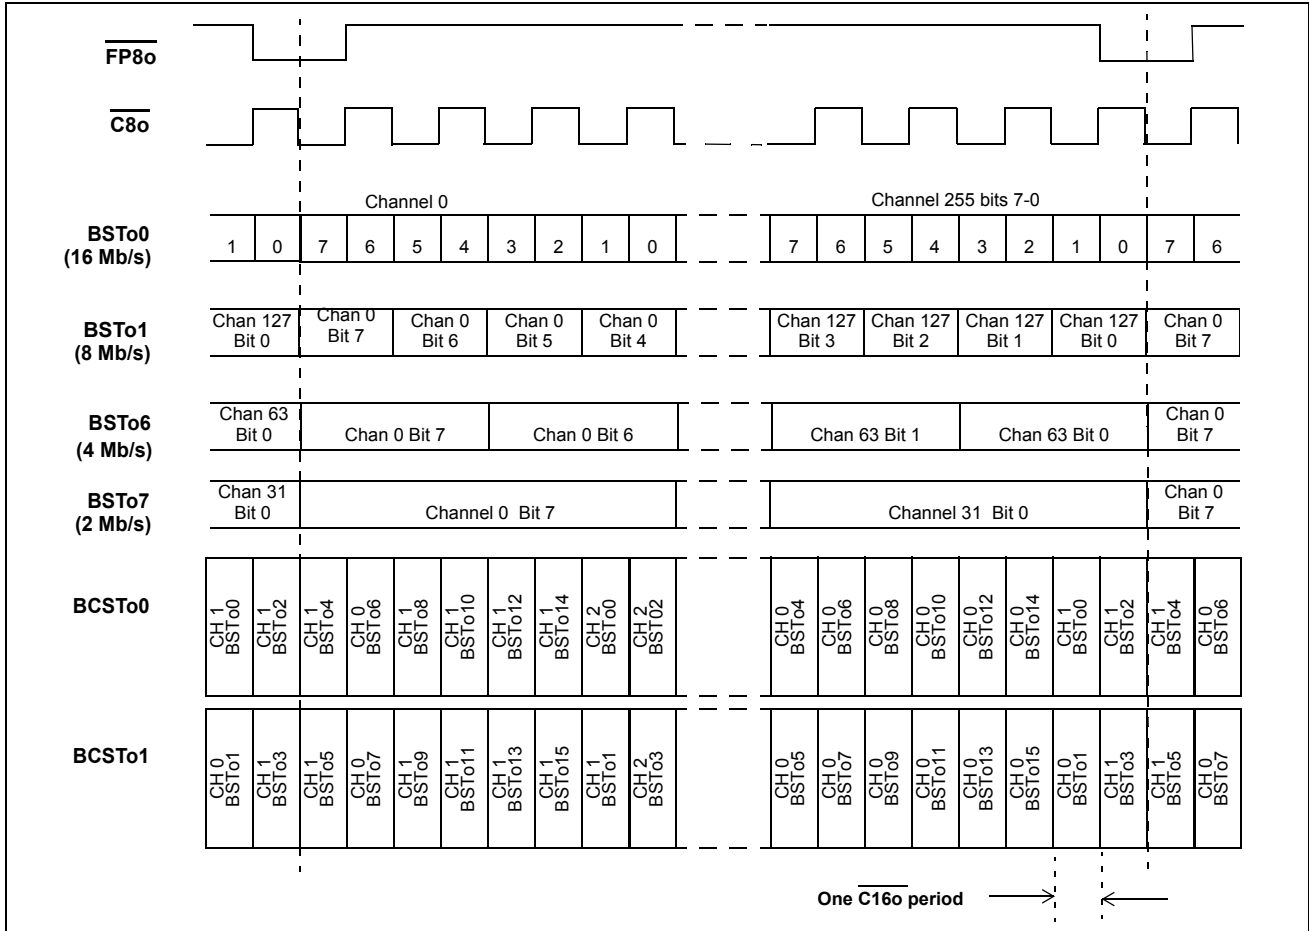 FP8o
C8o
Channel 0
Channel 255 bits 7-0
BSTo0
(16 Mb/s)
1 0 7 6 5 4 3 2 1 0 7 6 5 4 3 2 1 0 7 6
BSTo1
(8 Mb/s)
Chan 127 Bit 0
Chan 0 Bit 7
Chan 0 Bit 6
Chan 0 Bit 5
Chan 0 Bit 4
Chan 127 Bit 3
Chan 127 Bit 2
Chan 127 Bit 1
Chan 127 Bit 0
Chan 0 Bit 7
BSTo6
(4 Mb/s)
Chan 63 Bit 0
Chan 0 Bit 7
Chan 0 Bit 6
Chan 63 Bit 1
Chan 63 Bit 0
Chan 0 Bit 7
BSTo7
(2 Mb/s)
Chan 31 Bit 0
Channel 0 Bit 7
Channel 31 Bit 0
Chan 0 Bit 7
BCSTo0
CH 1 BSTo0
CH 1 BSTo2
CH 1 BSTo4
CH 0 BSTo6
CH 1 BSTo8
CH 1 BSTo10
CH 1 BSTo12
CH 1 BSTo14
CH 2 BSTo0
CH 2 BSTo02
CH 0 BSTo4
CH 0 BSTo6
CH 0 BSTo8
CH 0 BSTo10
CH 0 BSTo12
CH 0 BSTo14
CH 1 BSTo0
CH 1 BSTo2
CH 1 BSTo4
CH 0 BSTo6
BCSTo1
CH 0 BSTo1
CH 1 BSTo3
CH 1 BSTo5
CH 0 BSTo7
CH 1 BSTo9
CH 1 BSTo11
CH 1 BSTo13
CH 1 BSTo15
CH 1 BSTo1
CH 2 BSTo3
CH 0 BSTo5
CH 0 BSTo7
CH 0 BSTo9
CH 0 BSTo11
CH 0 BSTo13
CH 0 BSTo15
CH 0 BSTo1
CH 1 BSTo3
CH 1 BSTo5
CH 0 BSTo7
One C16o period